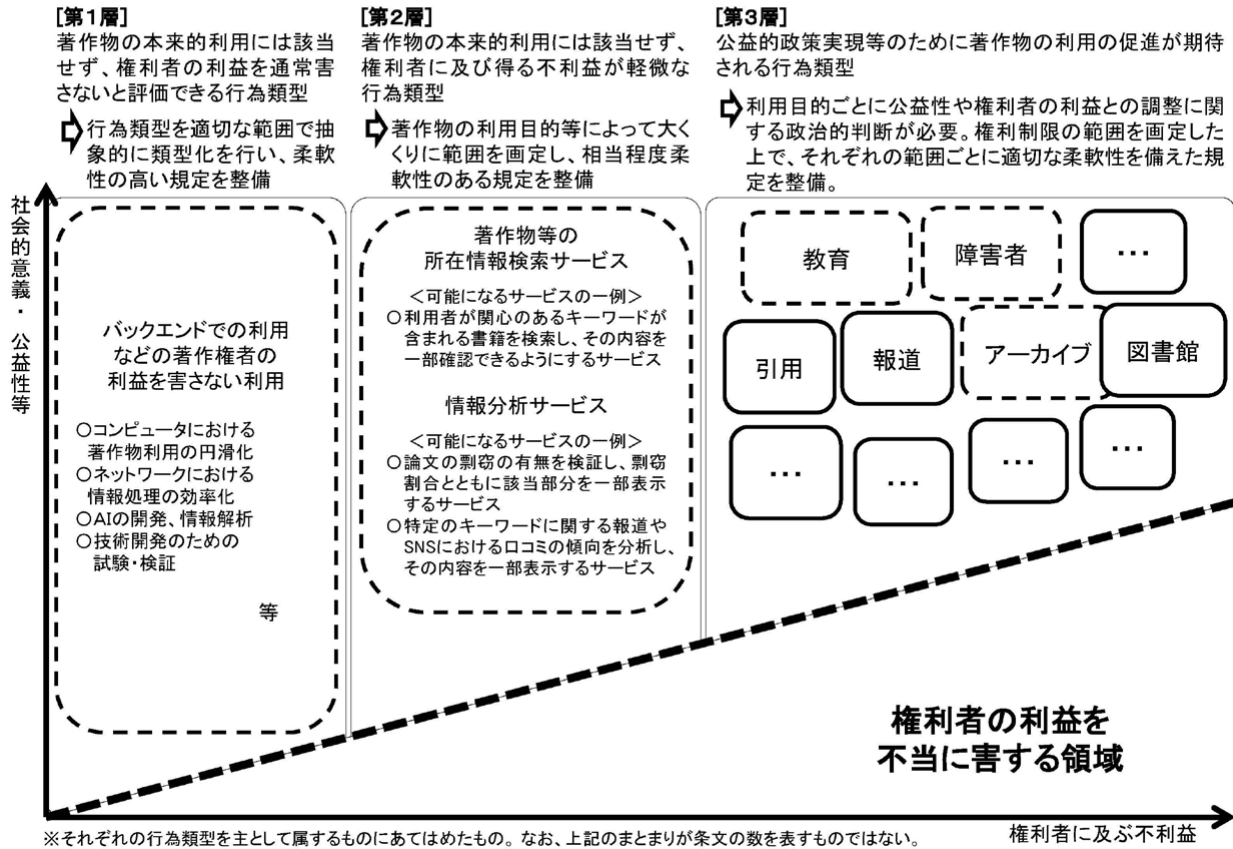 [第1層]
著作物の本来的利用には該当
せず、権利者の利益を通常害
さないと評価できる行為類型
行為類型を適切な範囲で抽
象的に類型化を行い、柔軟
性の高い規定を整備
[第2層]
著作物の本来的利用には該当せず、
権利者に及び得る不利益が軽微な
行為類型
著作物の利用目的等によって大く
くりに範囲を画定し、相当程度柔
軟性のある規定を整備
[第3層]
公益的政策実現等のために著作物の利用の促進が期待
される行為類型
利用目的ごとに公益性や権利者の利益との調整に関
する政治的判断が必要。権利制限の範囲を画定した
上で、それぞれの範囲ごとに適切な柔軟性を備えた規
定を整備。
社会的意義・公益性等
バックエンドでの利用
などの著作権者の
利益を害さない利用
○コンピュータにおける
著作物利用の円滑化
○ネットワークにおける
情報処理の効率化
○AIの開発、情報解析
○技術開発のための
試験・検証
等
著作物等の
所在情報検索サービス
<可能になるサービスの一例>
○利用者が関心のあるキーワードが
含まれる書籍を検索し、その内容を
一部確認できるようにするサービス
情報分析サービス
<可能になるサービスの一例>
○論文の剽窃の有無を検証し、剽窃
割合とともに該当部分を一部表示
するサービス
○特定のキーワードに関する報道や
SNSにおける口コミの傾向を分析し、
その内容を一部表示するサービス
教育
障害者
…
引用
報道
アーカイブ
図書館
…
…
…
…
権利者の利益を
不当に害する領域
権利者に及ぶ不利益
※それぞれの行為類型を主として属するものにあてはめたもの。なお、上記のまとまりが条文の数を表すものではない。